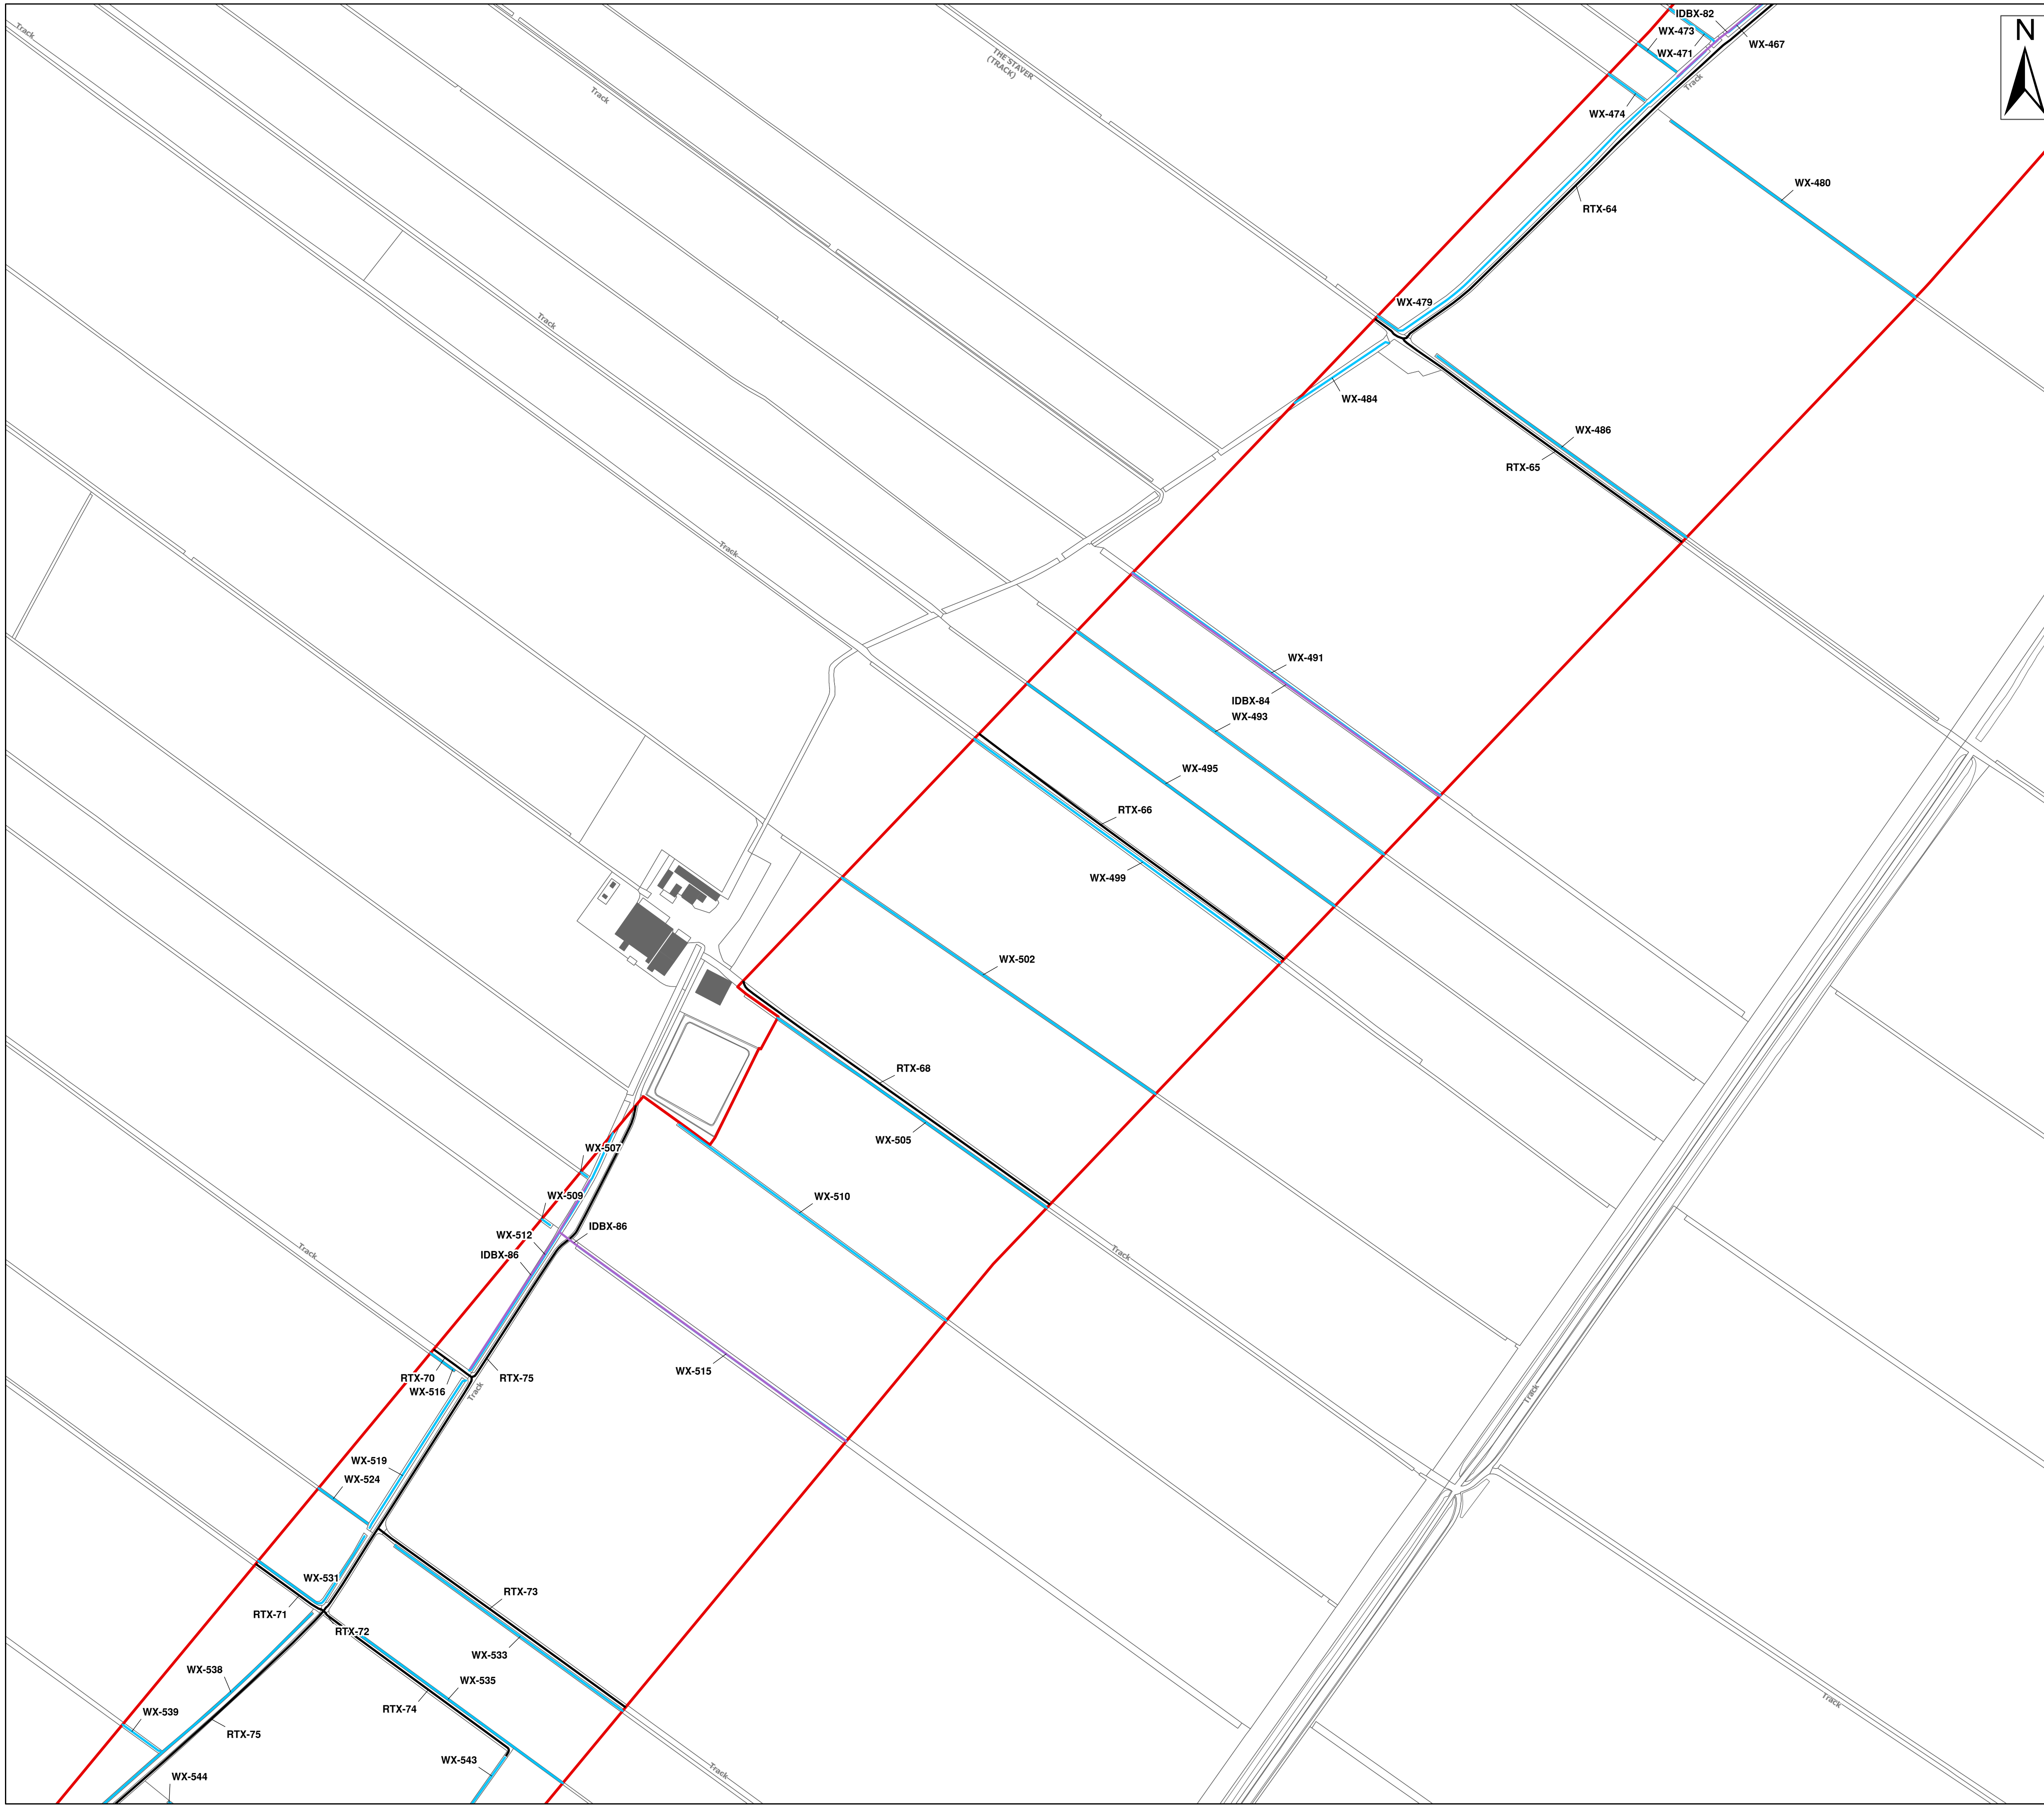 IDBX-82
N
Track
WX-473
WX-467
WX-471
THE STAVER
(TRACK)
Track
Track
WX-474
WX-480
RTX-64
WX-479
Track
WX-484
WX-486
RTX-65
Track
WX-491
IDBX-84
WX-493
WX-495
RTX-66
WX-499
WX-502
RTX-68
WX-505
WX-507
WX-509
WX-510
IDBX-86
WX-512
IDBX-86
Track
Track
WX-515
RTX-70
RTX-75
WX-516
Track
Track
WX-519
WX-524
WX-531
RTX-73
RTX-71
RTX-72
WX-533
WX-538
WX-535
RTX-74
WX-539
RTX-75
Track
WX-543
Track
WX-544